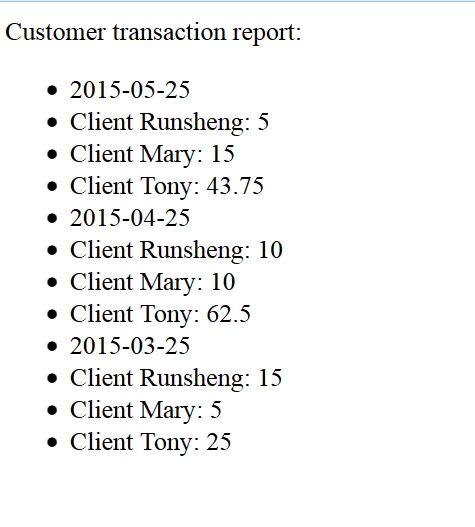 Customer transaction report:
2015-05-25
Client Runsheng: 5
Client Mary: 15
Client Tony: 43.75
2015-04-25
Client Runsheng: 10
Client Mary: 10
Client Tony: 62.5
2015-03-25
Client Runsheng: 15
Client Mary: 5
Client Tony: 25